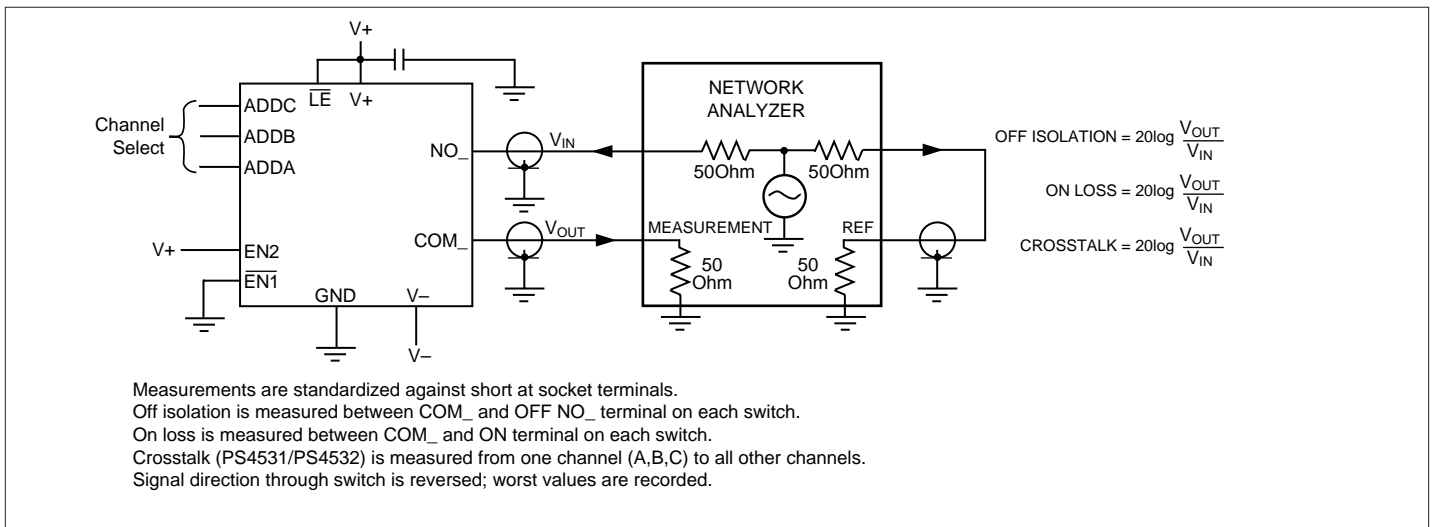 V+
LE
V+
ADDC
ADDB
ADDA
Channel
Select
NO_
COM_
V+
EN2
EN1
GND
V–
V–
VIN
VOUT
NETWORK
ANALYZER
50Ohm
50Ohm
MEASUREMENT
REF
50
Ohm
50
Ohm
OFF ISOLATION = 20log VOUT
VIN
ON LOSS = 20log VOUT
VIN
CROSSTALK = 20log VOUT
VIN
Measurements are standardized against short at socket terminals.
Off isolation is measured between COM_ and OFF NO_ terminal on each switch.
On loss is measured between COM_ and ON terminal on each switch.
Crosstalk (PS4531/PS4532) is measured from one channel (A,B,C) to all other channels.
Signal direction through switch is reversed; worst values are recorded.